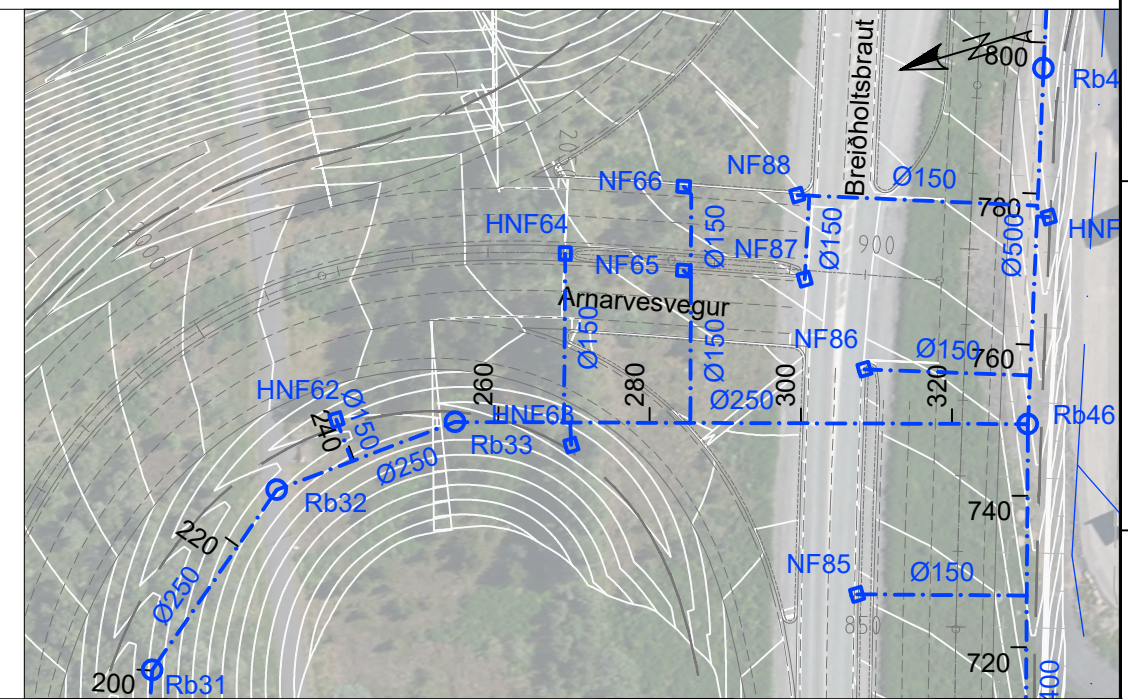 Breiðholtsbraut
800
Rb4
NF88
Ø150
NF66
780
HNF
HNF64
Ø150
NF87
Ø150
900
Ø500
NF65
Arnarvesvegur
Ø150
Ø150
NF86
Ø150
760
HNF62
Ø150
260
280
Ø250
300
320
Rb46
240
HNF63
Rb33
Ø250
Rb32
740
220
NF85
Ø150
Ø250
850
720
200
Rb31
400